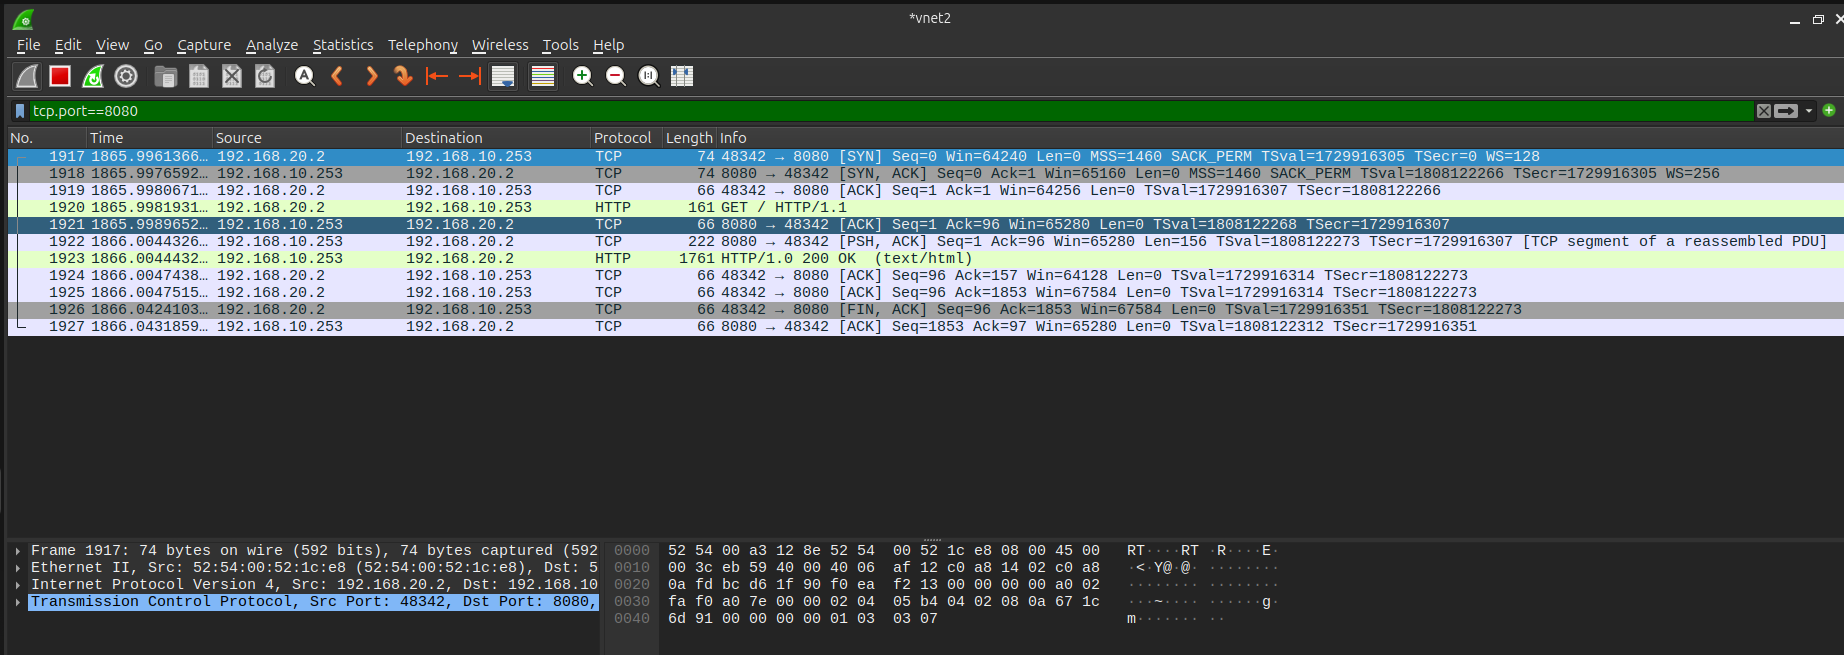 *vnet2
File Edit View Go Capture Analyze Statistics Telephony Wireless Tools Help
tcp.port==8080
No. Time Source Destination Protocol Length Info
1917 1865.9961366… 192.168.20.2 192.168.10.253 TCP 74 48342 → 8080 [SYN] Seq=0 Win=64240 Len=0 MSS=1460 SACK_PERM TSval=1729916305 TSecr=0 WS=128
1918 1865.9976592… 192.168.10.253 192.168.20.2 TCP 74 8080 → 48342 [SYN, ACK] Seq=0 Ack=1 Win=65160 Len=0 MSS=1460 SACK_PERM TSval=1808122266 TSecr=1729916305 WS=256
1919 1865.9980671… 192.168.20.2 192.168.10.253 TCP 66 48342 → 8080 [ACK] Seq=1 Ack=1 Win=64256 Len=0 TSval=1729916307 TSecr=1808122266
1920 1865.9981931… 192.168.20.2 192.168.10.253 HTTP 161 GET / HTTP/1.1
1921 1865.9989652… 192.168.10.253 192.168.20.2 TCP 66 8080 → 48342 [ACK] Seq=1 Ack=96 Win=65280 Len=0 TSval=1808122268 TSecr=1729916307
1922 1866.0044326… 192.168.10.253 192.168.20.2 TCP 222 8080 → 48342 [PSH, ACK] Seq=1 Ack=96 Win=65280 Len=156 TSval=1808122273 TSecr=1729916307 [TCP segment of a reassembled PDU]
1923 1866.0044432… 192.168.10.253 192.168.20.2 HTTP 1761 HTTP/1.0 200 OK  (text/html)
1924 1866.0047438… 192.168.20.2 192.168.10.253 TCP 66 48342 → 8080 [ACK] Seq=96 Ack=157 Win=64128 Len=0 TSval=1729916314 TSecr=1808122273
1925 1866.0047515… 192.168.20.2 192.168.10.253 TCP 66 48342 → 8080 [ACK] Seq=96 Ack=1853 Win=67584 Len=0 TSval=1729916314 TSecr=1808122273
1926 1866.0424103… 192.168.20.2 192.168.10.253 TCP 66 48342 → 8080 [FIN, ACK] Seq=96 Ack=1853 Win=67584 Len=0 TSval=1729916351 TSecr=1808122273
1927 1866.0431859… 192.168.10.253 192.168.20.2 TCP 66 8080 → 48342 [ACK] Seq=1853 Ack=97 Win=65280 Len=0 TSval=1808122312 TSecr=1729916351
Frame 1917: 74 bytes on wire (592 bits), 74 bytes captured (592
Ethernet II, Src: 52:54:00:52:1c:e8 (52:54:00:52:1c:e8), Dst: 5
Internet Protocol Version 4, Src: 192.168.20.2, Dst: 192.168.10
Transmission Control Protocol, Src Port: 48342, Dst Port: 8080,
0000 52 54 00 a3 12 8e 52 54 00 52 1c e8 08 00 45 00 RT····RT ·R····E·
0010 00 3c eb 59 40 00 40 06 af 12 c0 a8 14 02 c0 a8 ·<·Y@·@· ········
0020 0a fd bc d6 1f 90 f0 ea f2 13 00 00 00 00 a0 02 ········ ········
0030 fa f0 a0 7e 00 00 02 04 05 b4 04 02 08 0a 67 1c ···~···· ······g·
0040 6d 91 00 00 00 00 01 03 03 07 m······· ··